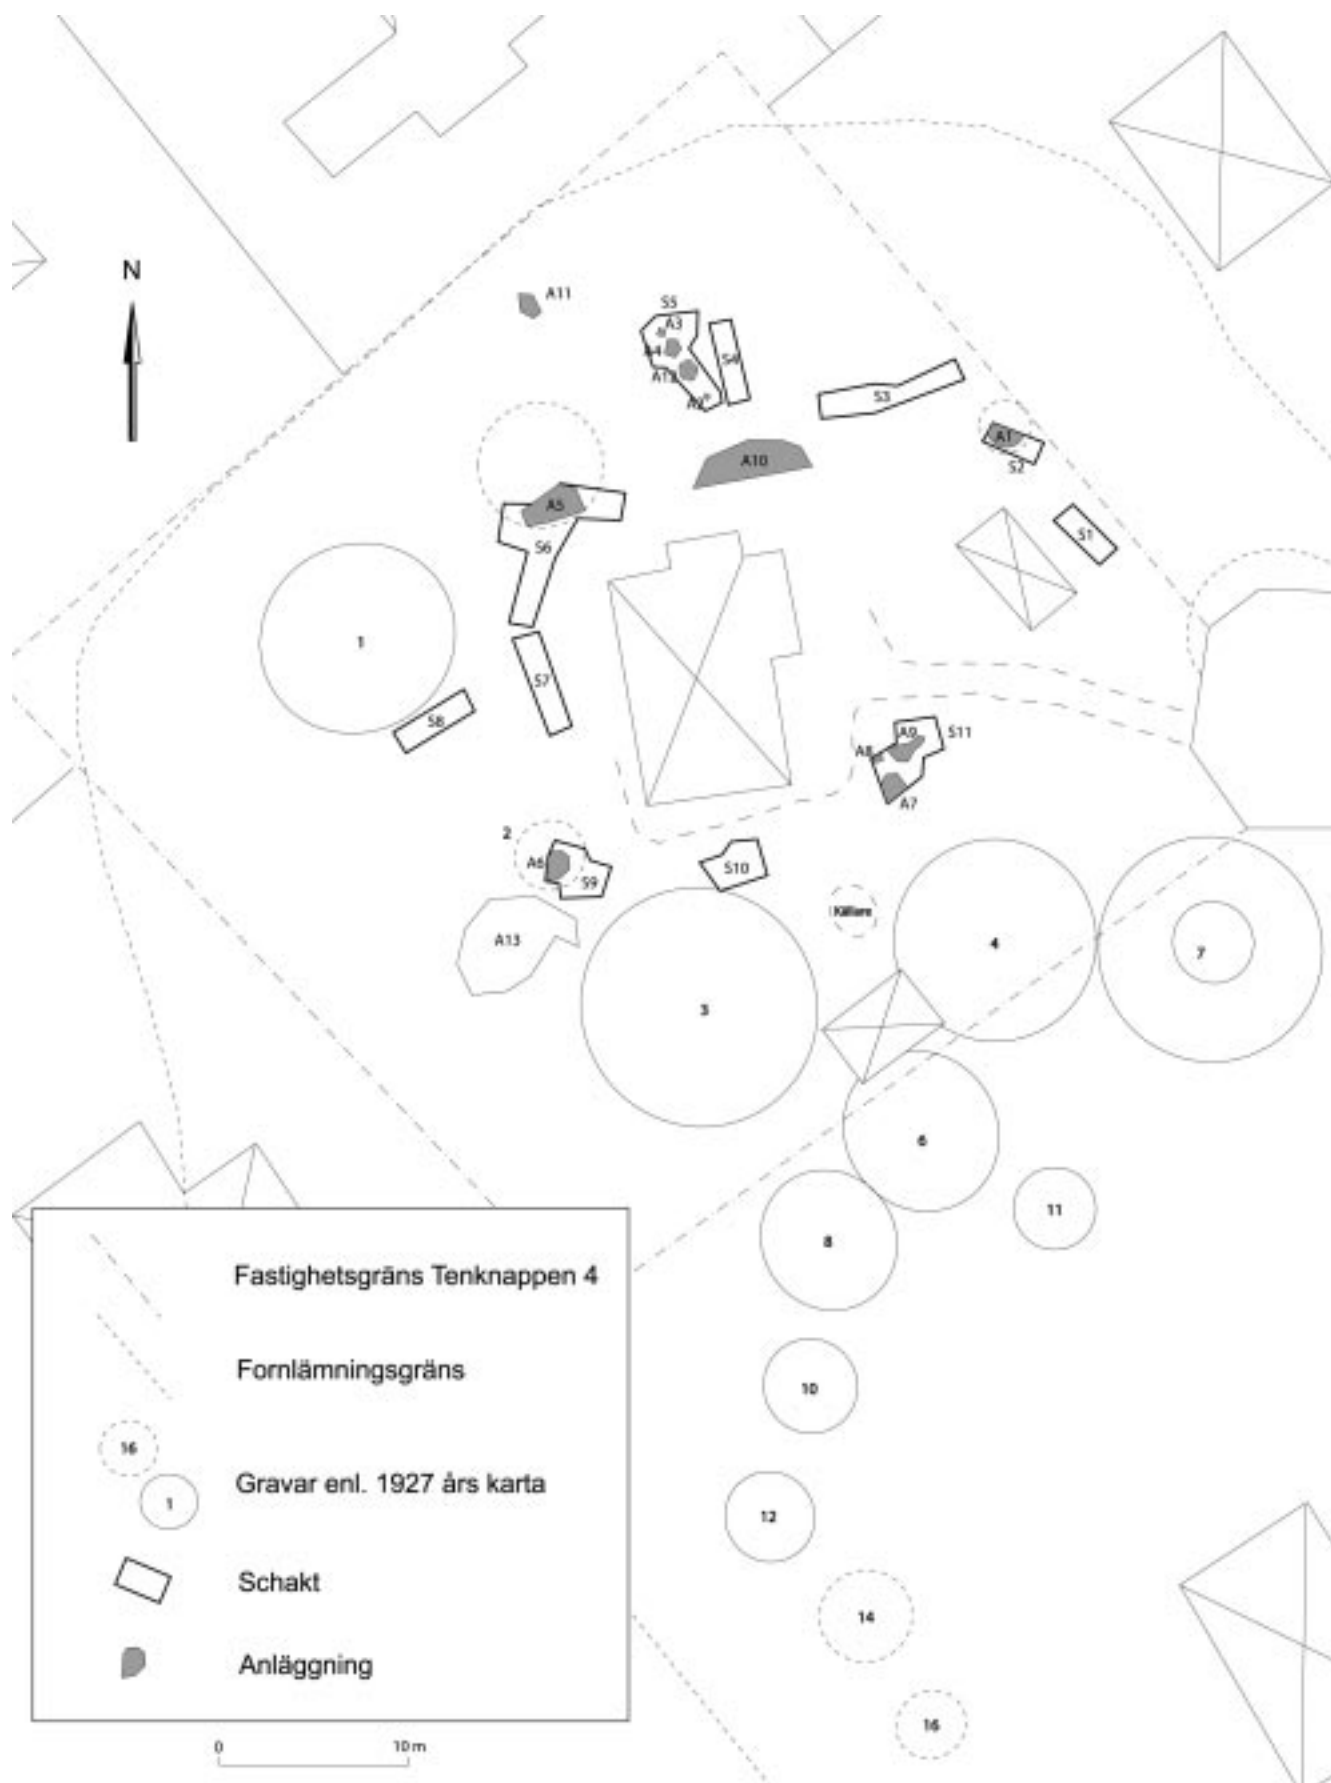 N
A11
S5
A3
A4
S4
A12
A2
S3
A1
S2
A10
A5
S6
S1
1
S7
S8
A9
S11
A8
A7
2
A6
S9
S10
Källare
A13
4
7
3
6
11
8
10
12
14
16
Fastighetsgräns Tenknappen 4
Fornlämningsgräns
16
1
Gravar enl. 1927 års karta
Schakt
Anläggning
0
10 m